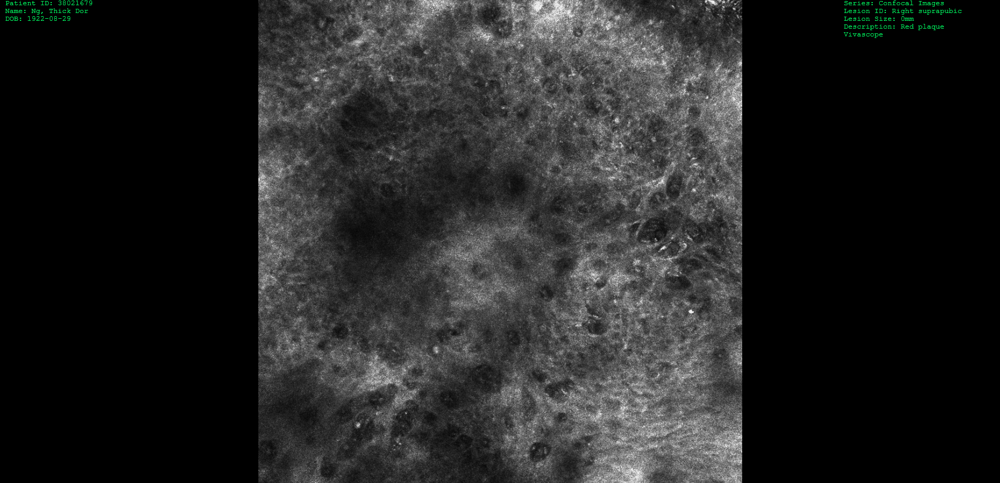 Patient ID: 38021679
Name: Ng, Thick Dor
DOB: 1922-08-29
Series: Confocal Images
Lesion ID: Right suprapubic
Lesion Size: 0mm
Description: Red plaque
Vivascope